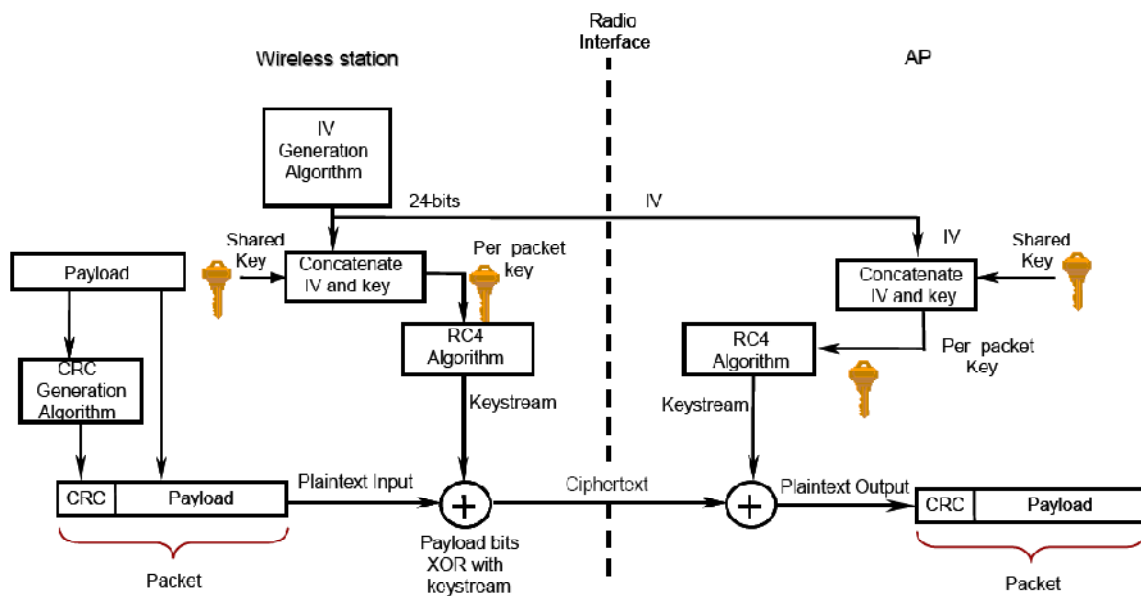 Radio
Interface
Wireless station
AP
IV
Generation
Algorithm
24-bits
IV
Shared
Key
Concatenate
IV and key
Per packet
key
IV
Shared
Key
Concatenate
IV and key
Payload
RC4
Algorithm
RC4
Algorithm
Per packet
Key
CRC
Generation
Algorithm
Keystream
Keystream
CRC
Payload
Plaintext Input
+
Ciphertext
+
Plaintext Output
CRC
Payload
Payload bits
XOR with
keystream
Packet
Packet